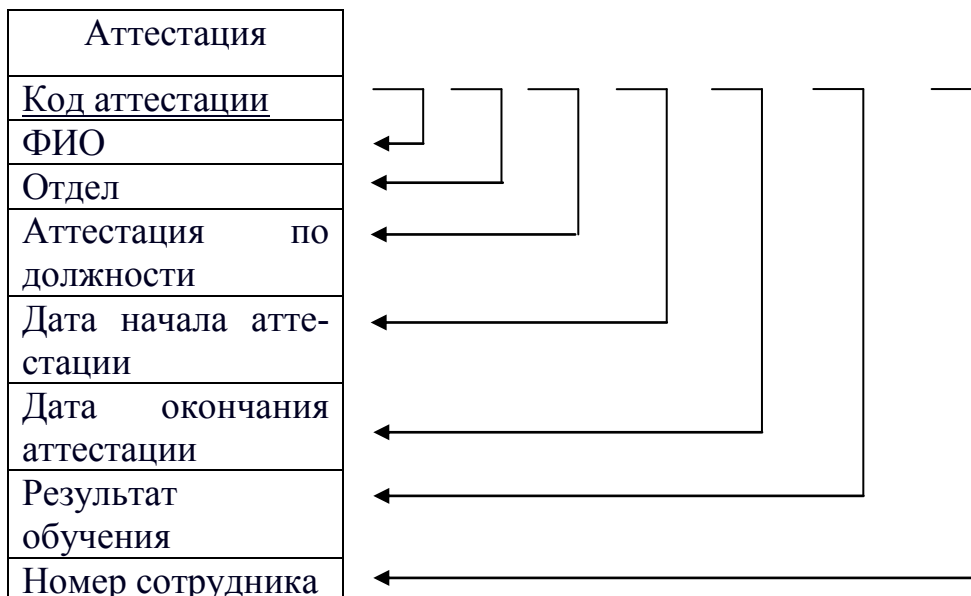 Аттестация
Код аттестации
ФИО
Отдел
Аттестация по
должности
Дата начала атте-
стации
Дата окончания
аттестации
Результат
обучения
Номер сотрудника